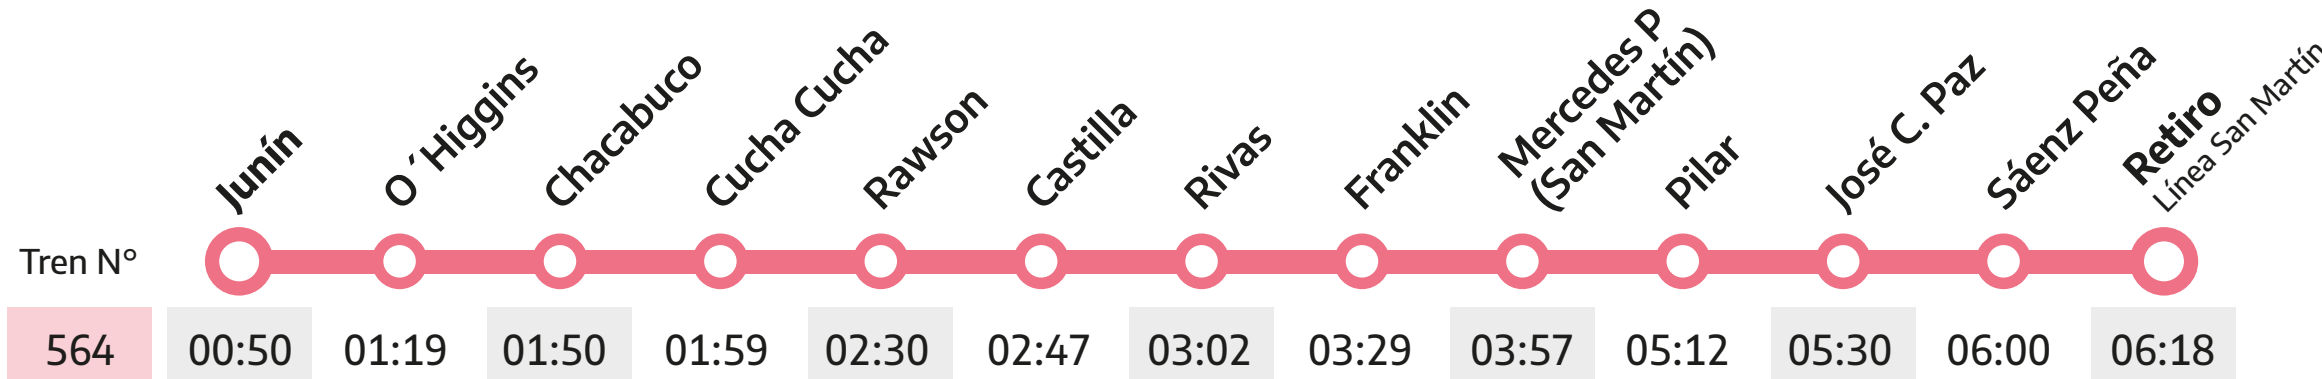 Junín
O´Higgins
Chacabuco
Cucha Cucha
Rawson
Castilla
Rivas
Franklin
Mercedes P
(San Martín)
Pilar
José C. Paz
Sáenz Peña
Retiro
Línea San Martín
Tren N°
564 00:50 01:19 01:50 01:59 02:30 02:47 03:02 03:29 03:57 05:12 05:30 06:00 06:18